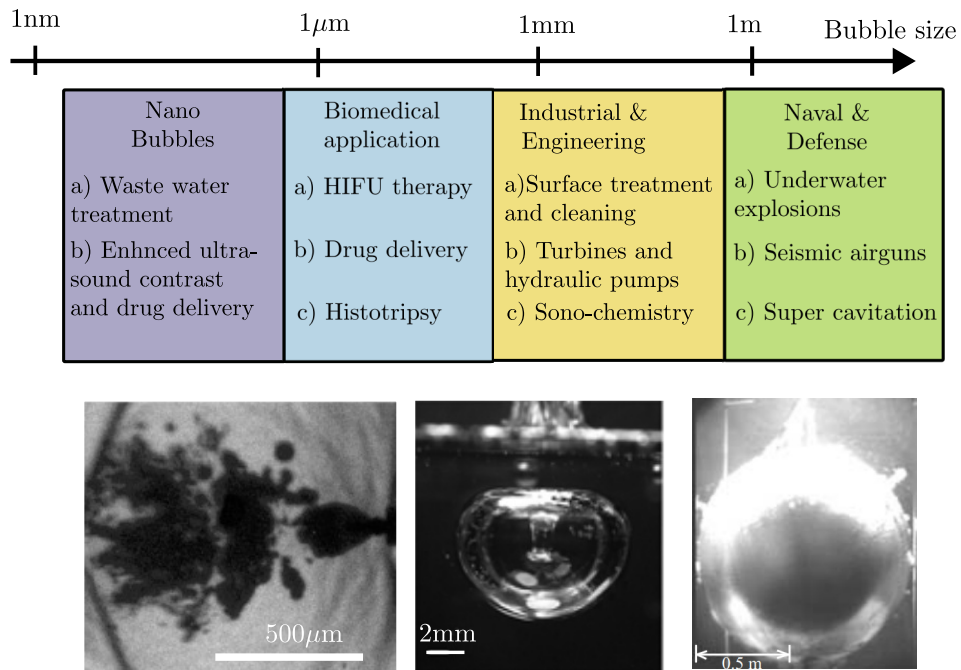 1nm
1μm
1mm
1m
Bubble size
Nano
Bubbles
a) Waste water
treatment
b) Enhnced ultra-
sound contrast
and drug delivery
Biomedical
application
a) HIFU therapy
b) Drug delivery
c) Histotripsy
Industrial &
Engineering
a)Surface treatment
and cleaning
b) Turbines and
hydraulic pumps
c) Sono-chemistry
Naval &
Defense
a) Underwater
explosions
b) Seismic airguns
c) Super cavitation
500μm
2mm
0.5 m